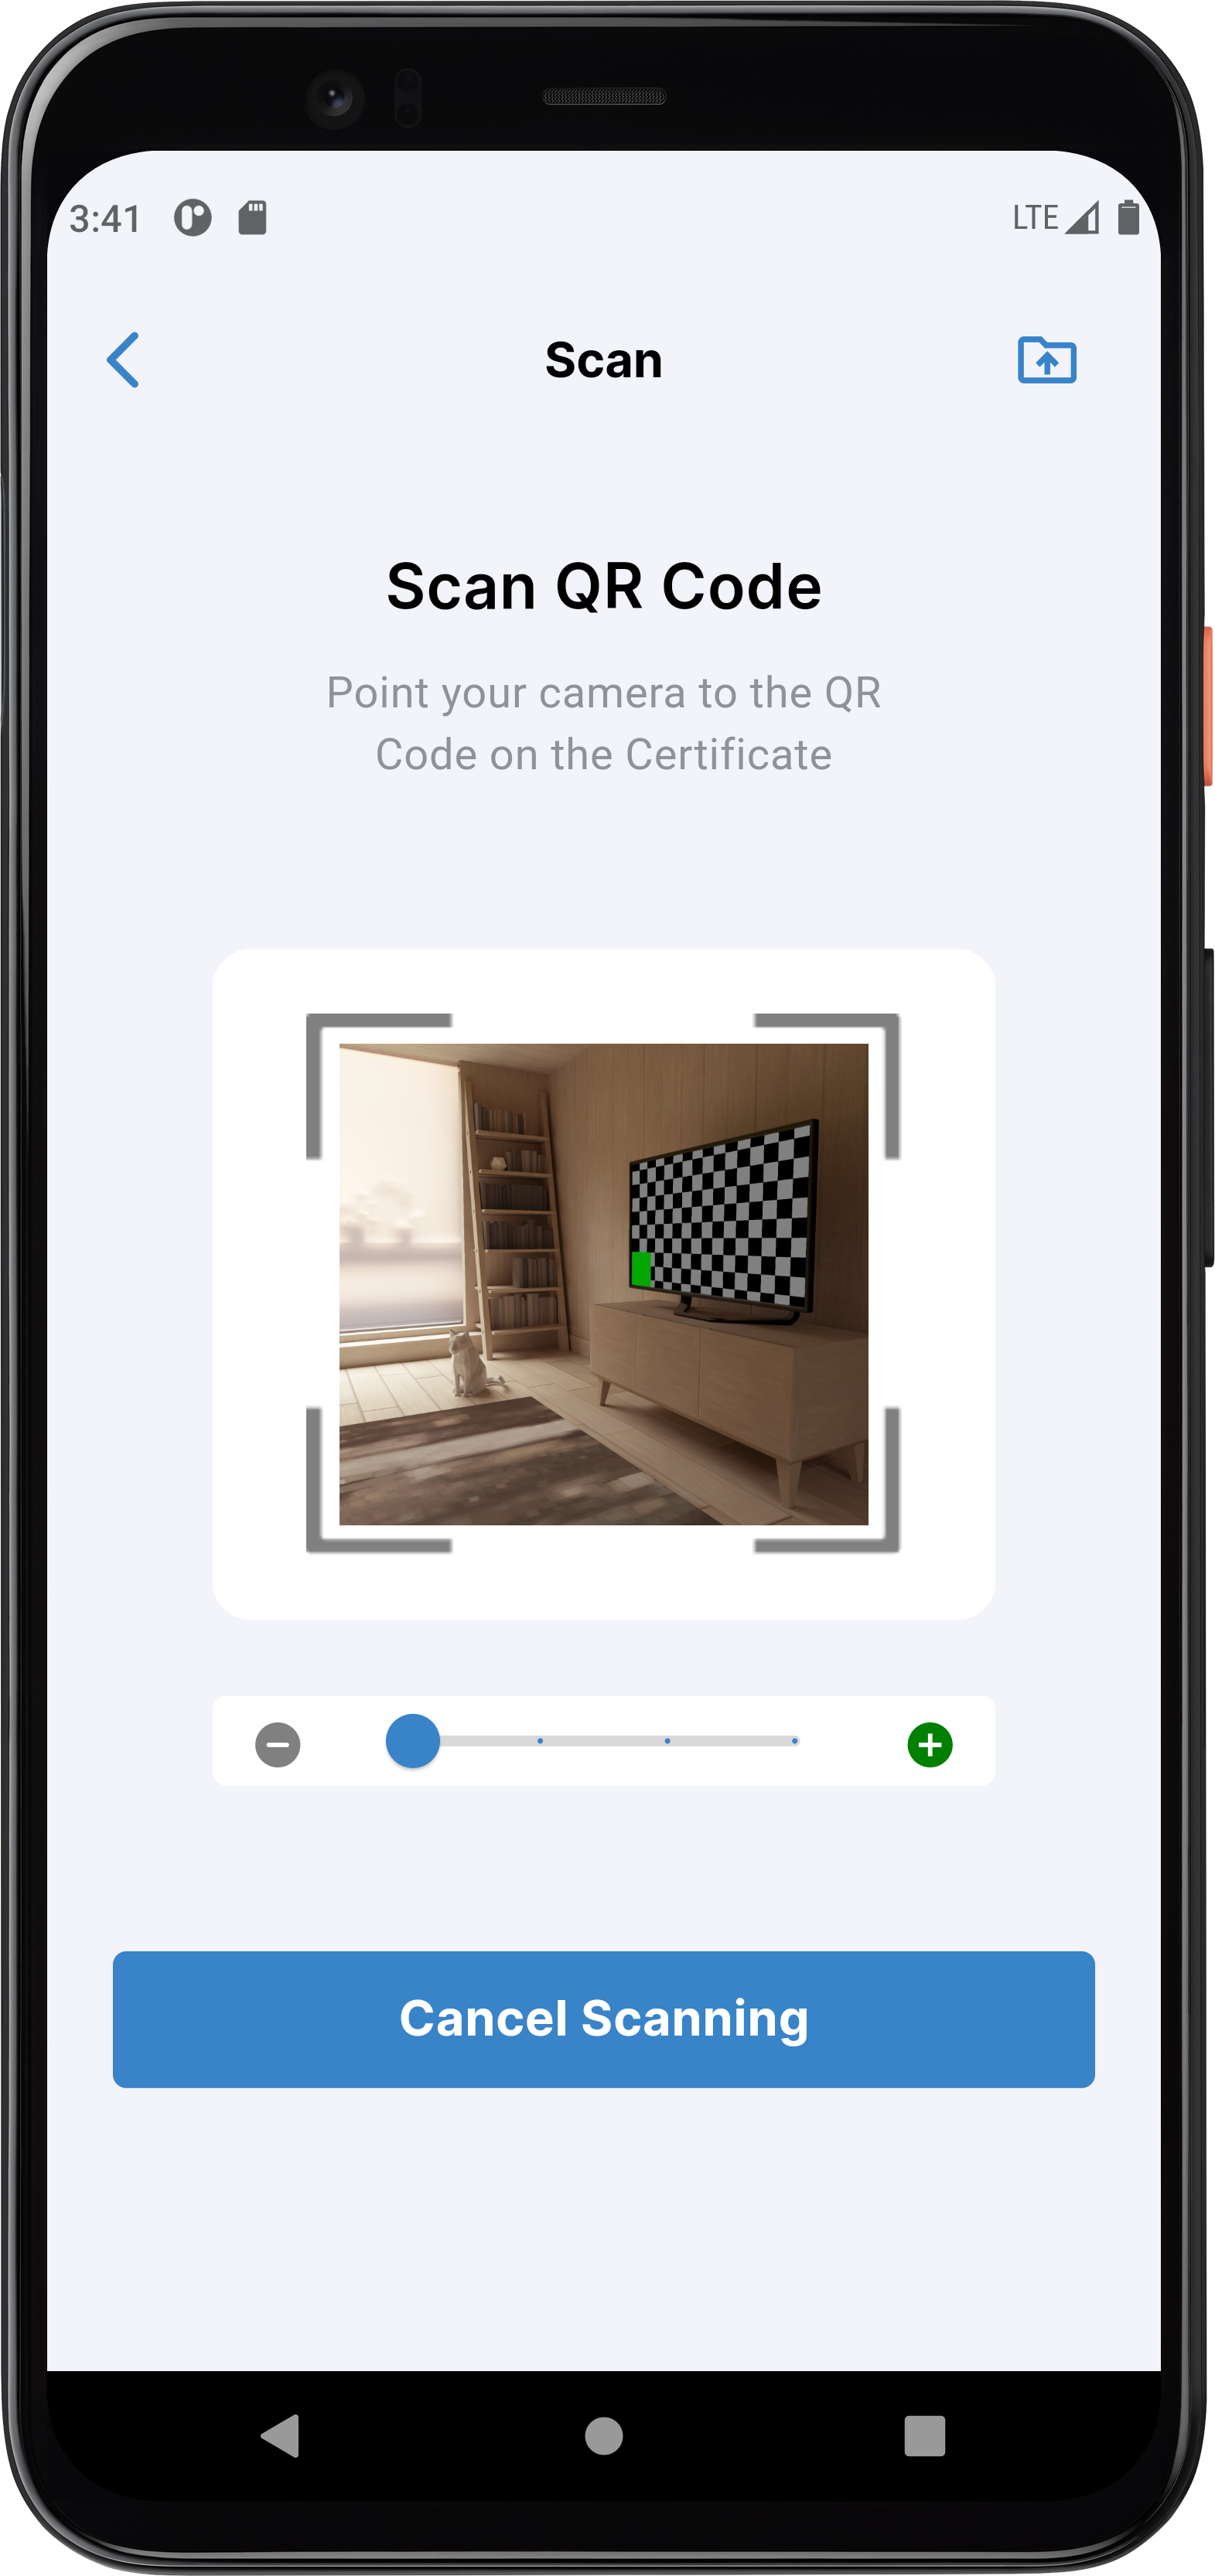 3:41
LTE
Scan
Scan QR Code
Point your camera to the QR
Code on the Certificate
Cancel Scanning